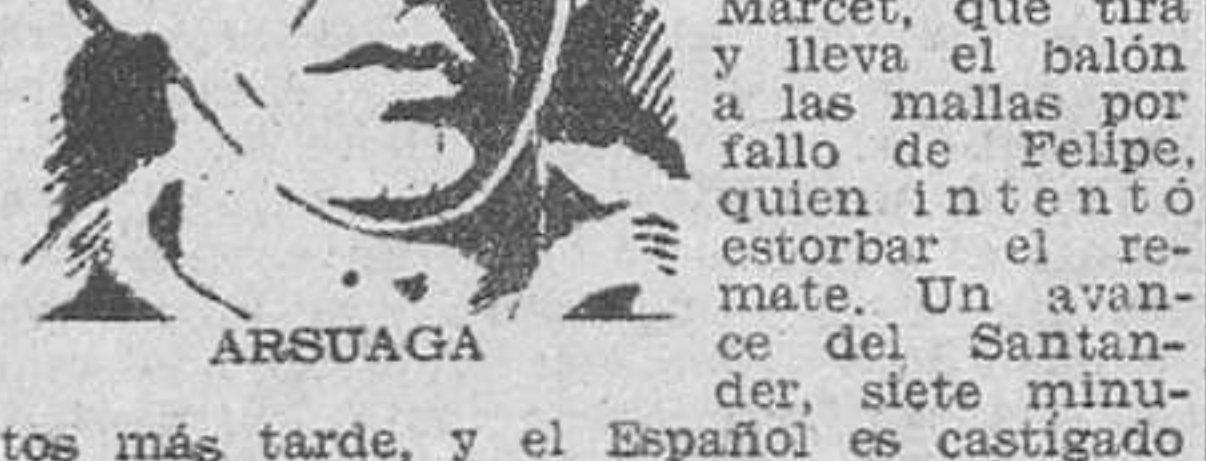 Marcet, que tira
y lleva el balón
a las mallas por
fallo de Felipe,
quien intentó
estorbar el re-
mate. Un avan-
ce del Santan-
der, siete minu-
tos más tarde, y el Español es castigado
ARSUAGA